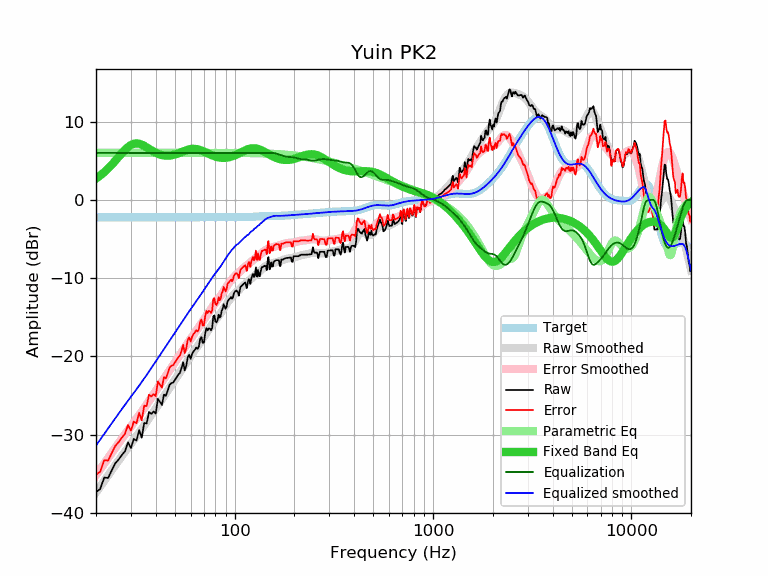 Yuin PK2
Amplitude (dBr)
10
0
−10
−20
−30
−40
100
1000
10000
Frequency (Hz)
Target
Raw Smoothed
Error Smoothed
Raw
Error
Parametric Eq
Fixed Band Eq
Equalization
Equalized smoothed